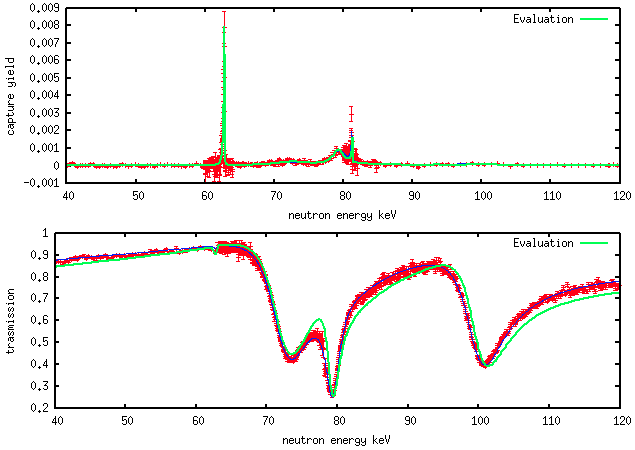 0.009
0.008
0.007
0.006
0.005
0.004
0.003
0.002
0.001
0
-0.001
capture yield
Evaluation
40 50 60 70 80 90 100 110 120
neutron energy keV
1
0.9
0.8
0.7
0.6
0.5
0.4
0.3
0.2
trasmission
Evaluation
40 50 60 70 80 90 100 110 120
neutron energy keV